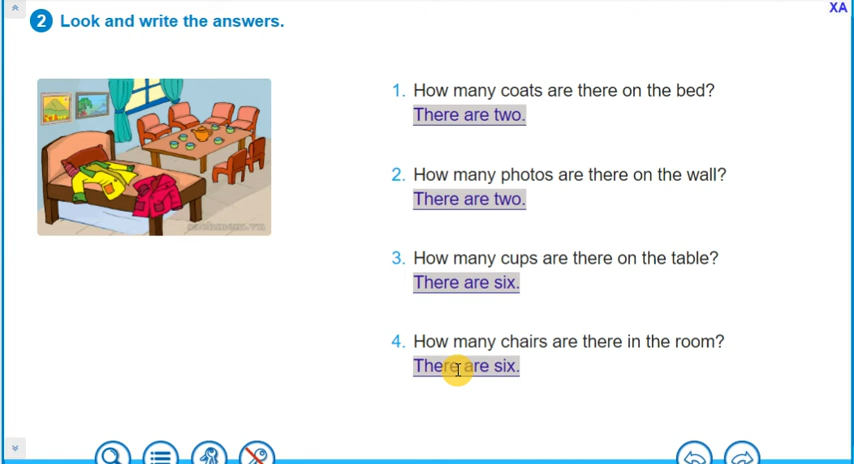 XA
2 Look and write the answers.
1. How many coats are there on the bed?
There are two.
2. How many photos are there on the wall?
There are two.
3. How many cups are there on the table?
There are six.
4. How many chairs are there in the room?
There are six.
sachmem.vn